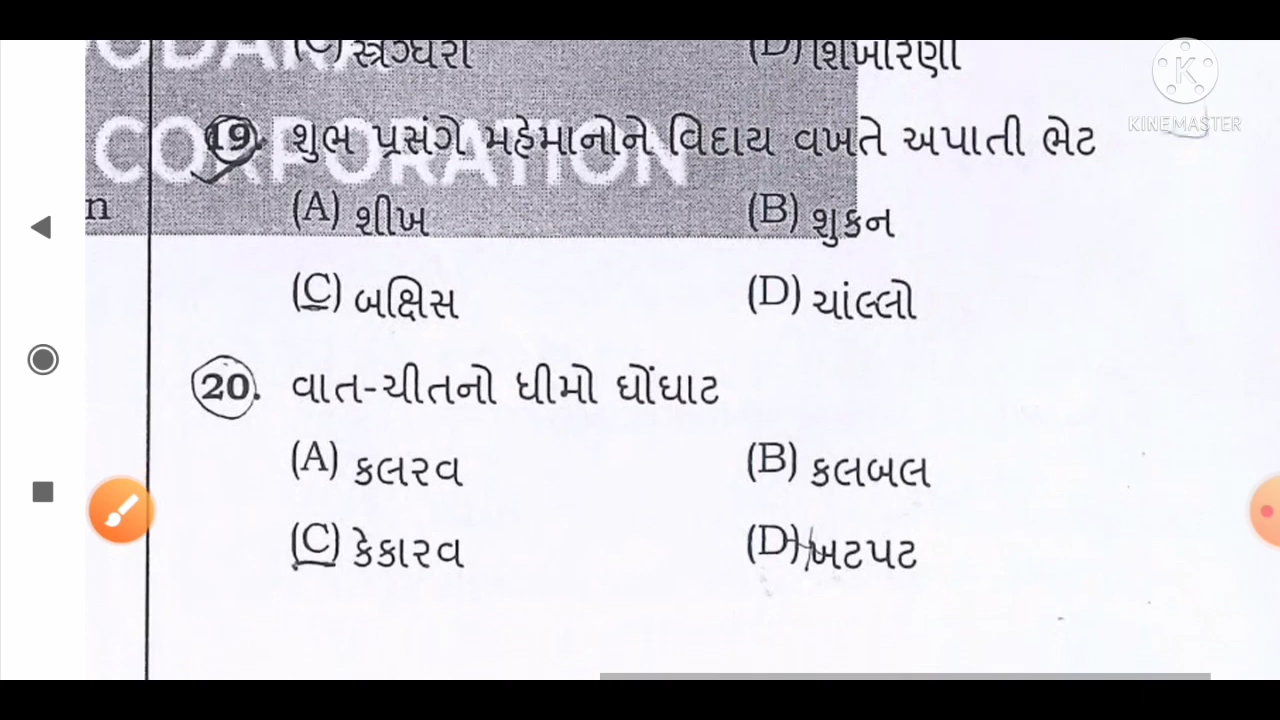 (C) સ્ત્રગ્ધરા (D) શિખરિણી
KINEMASTER
CORPORATION
19. શુભ પ્રસંગે મહેમાનોને વિદાય વખતે અપાતી ભેટ
n
(A) શીખ (B) શુકન
(C) બક્ષિસ (D) ચાંલ્લો
20. વાત-ચીતનો ધીમો ઘોંઘાટ
(A) કલરવ (B) કલબલ
(C) કેકારવ (D) ખટપટ